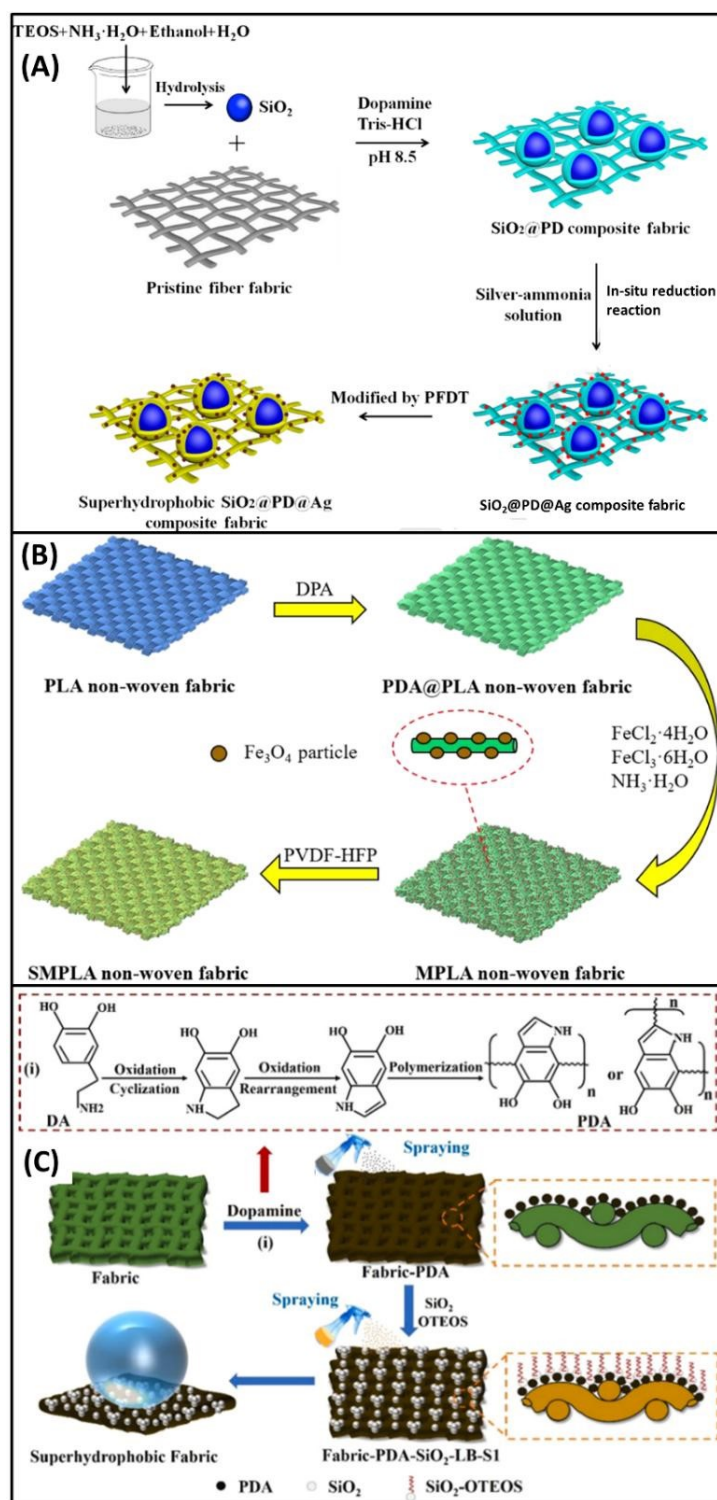 TEOS+NH₃·H₂O+Ethanol+H₂O
(A)
Hydrolysis
SiO₂
+
Dopamine
Tris-HCl
pH 8.5
Pristine fiber fabric
SiO₂@PD composite fabric
Silver-ammonia
solution
In-situ reduction
reaction
Modified by PFDT
Superhydrophobic SiO₂@PD@Ag
composite fabric
SiO₂@PD@Ag composite fabric
(B)
DPA
PLA non-woven fabric
PDA@PLA non-woven fabric
Fe₃O₄ particle
FeCl₂·4H₂O
FeCl₃·6H₂O
NH₃·H₂O
PVDF-HFP
SMPLA non-woven fabric
MPLA non-woven fabric
(i)
HO
OH
NH2
DA
Oxidation
Cyclization
HO
OH
HN
Oxidation
Rearrangement
HO
OH
HN
Polymerization
NH
HO
OH
n
or
n
NH
HO
OH
n
PDA
(C)
Spraying
Dopamine
(i)
Fabric
Fabric-PDA
Spraying
SiO₂
OTEOS
Superhydrophobic Fabric
Fabric-PDA-SiO₂-LB-S1
PDA
SiO₂
SiO₂-OTEOS